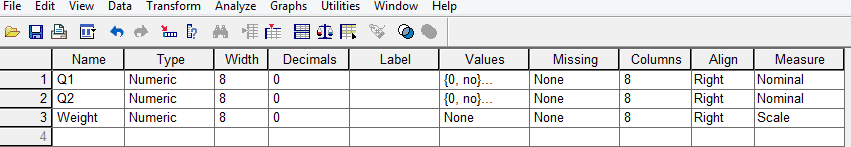 File Edit View Data Transform Analyze Graphs Utilities Window Help
Name Type Width Decimals Label Values Missing Columns Align Measure
1 Q1 Numeric 8 0 {0, no}... None 8 Right Nominal
2 Q2 Numeric 8 0 {0, no}... None 8 Right Nominal
3 Weight Numeric 8 0 None None 8 Right Scale
4